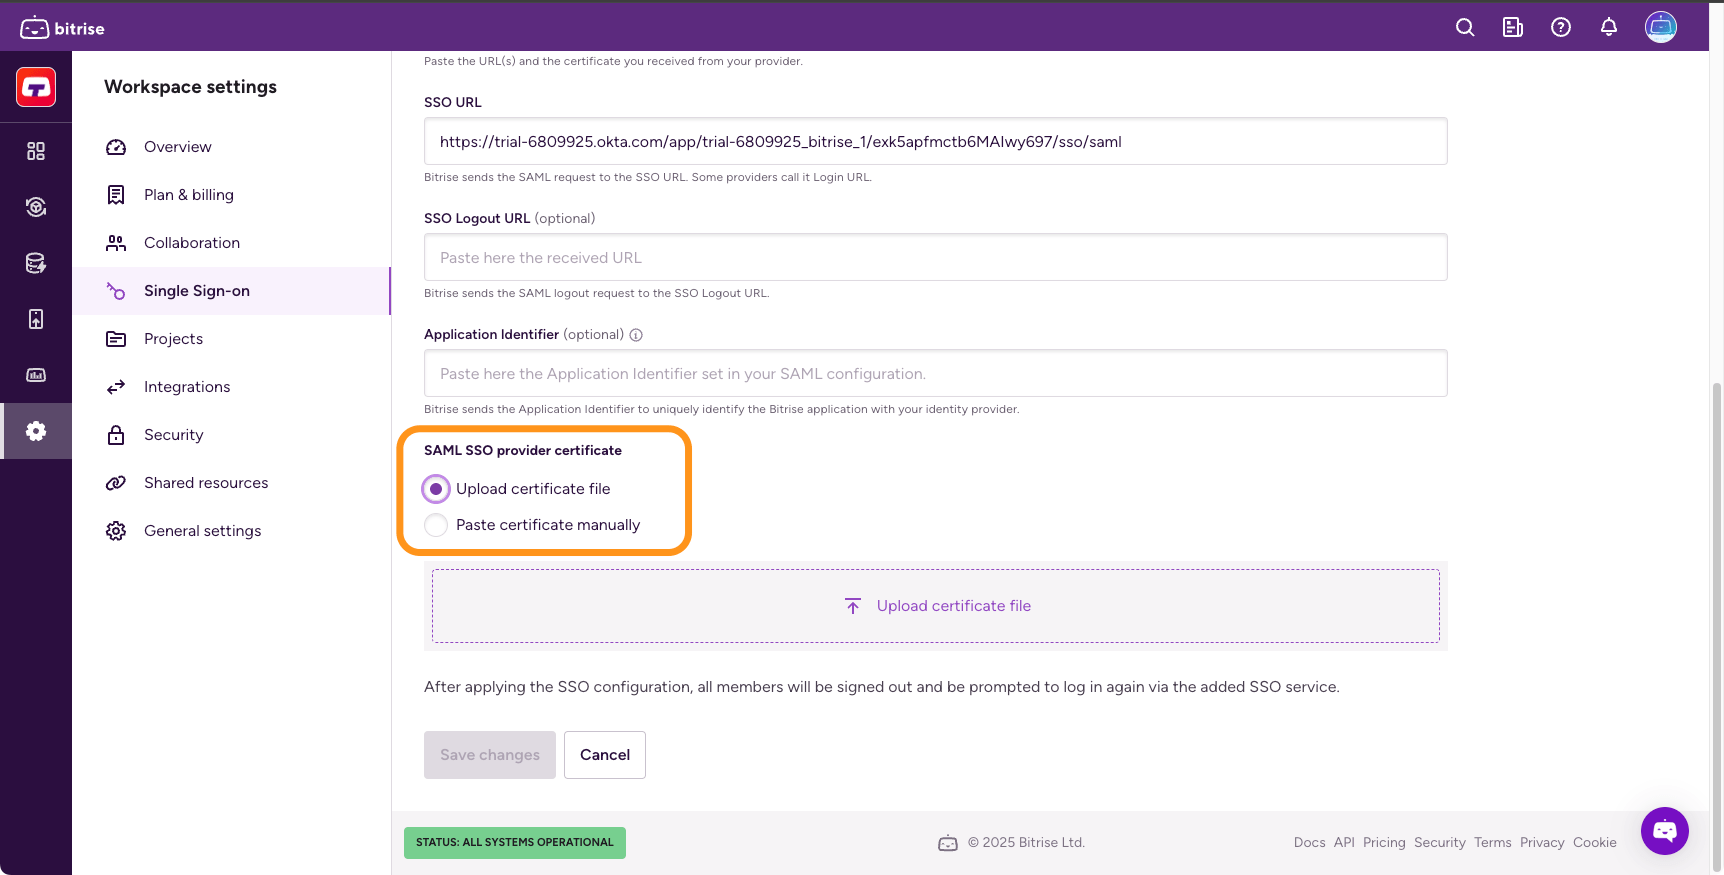 bitrise
Workspace settings
Overview
Plan & billing
Collaboration
Single Sign-on
Projects
Integrations
Security
Shared resources
General settings
Paste the URL(s) and the certificate you received from your provider.
SSO URL
https://trial-6809925.okta.com/app/trial-6809925_bitrise_1/exk5apfmctb6MAIwy697/sso/saml
Bitrise sends the SAML request to the SSO URL. Some providers call it Login URL.
SSO Logout URL (optional)
Paste here the received URL
Bitrise sends the SAML logout request to the SSO Logout URL.
Application Identifier (optional)
Paste here the Application Identifier set in your SAML configuration.
Bitrise sends the Application Identifier to uniquely identify the Bitrise application with your identity provider.
SAML SSO provider certificate
Upload certificate file
Paste certificate manually
Upload certificate file
After applying the SSO configuration, all members will be signed out and be prompted to log in again via the added SSO service.
Save changes Cancel
STATUS: ALL SYSTEMS OPERATIONAL © 2025 Bitrise Ltd. Docs API Pricing Security Terms Privacy Cookie